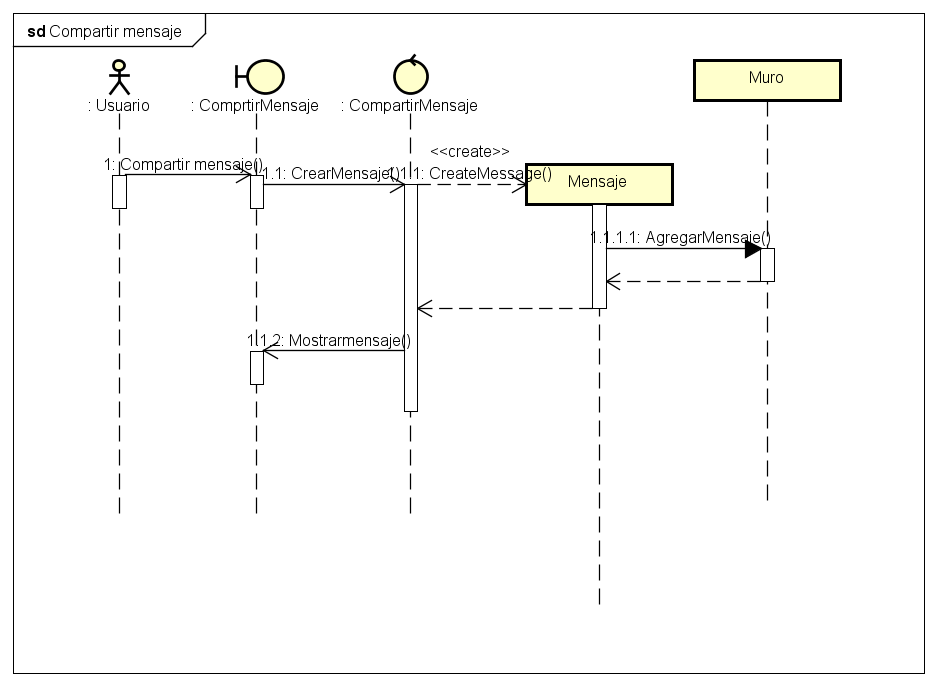 sd Compartir mensaje
: Usuario
: ComprtirMensaje
: CompartirMensaje
Muro
<<create>>
1: Compartir mensaje()
1.1: CrearMensaje()
1.1.1: CreateMessage()
Mensaje
1.1.1.1: AgregarMensaje()
1.1.2: Mostrarmensaje()